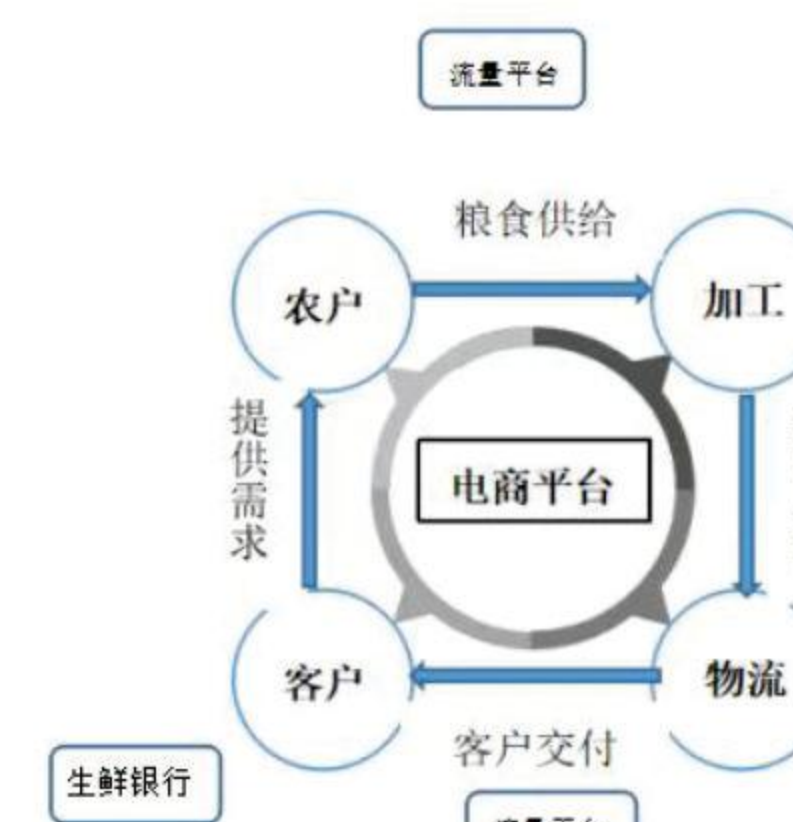 流量平台
粮食供给
农户
加工
提供需求
电商平台
客户
物流
客户交付
生鲜银行